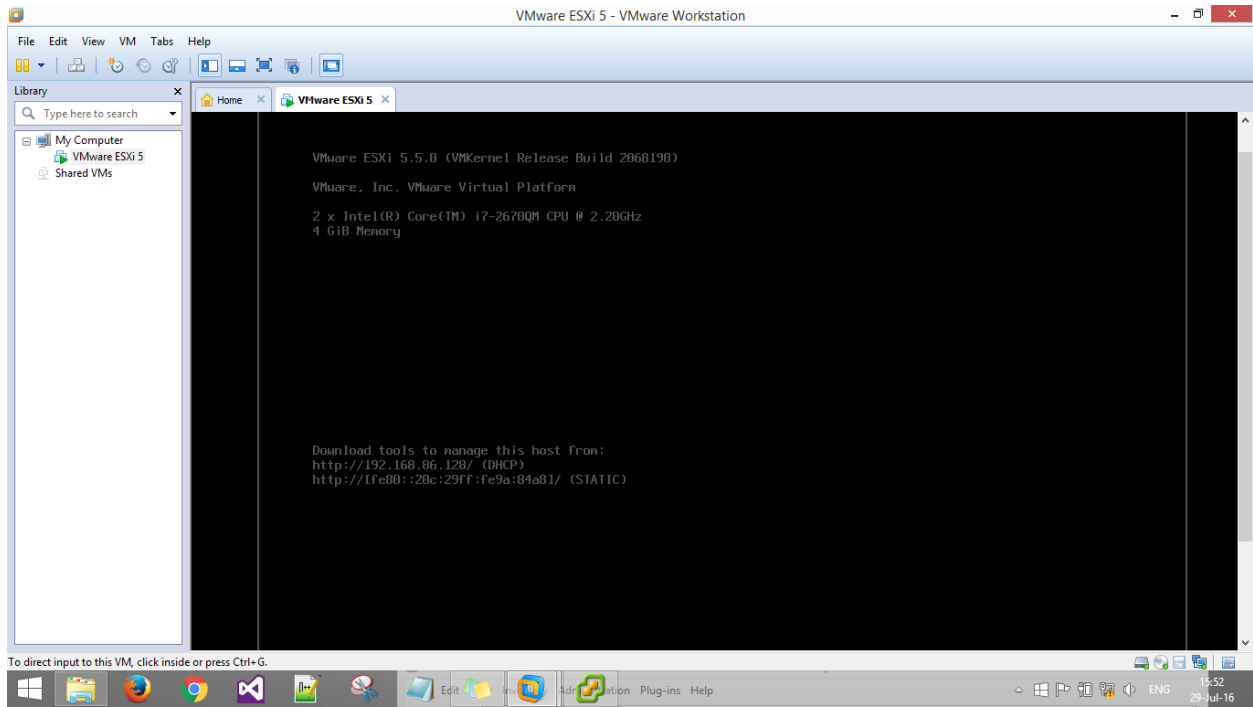 VMware ESXi 5 - VMware Workstation
File Edit View VM Tabs Help
Library
Type here to search
My Computer
VMware ESXi 5
Shared VMs
Home
VMware ESXi 5
VMware ESXi 5.5.0 (VMKernel Release Build 2068190)
VMware, Inc. VMware Virtual Platform
2 x Intel(R) Core(TM) i7-2670QM CPU @ 2.20GHz
4 GiB Memory
Download tools to manage this host from:
http://192.168.86.128/ (DHCP)
http://[fe80::20c:29ff:fe9a:84a8]/ (STATIC)
To direct input to this VM, click inside or press Ctrl+G.
Edit
Plug-ins Help
ENG
15:52
29-Jul-16